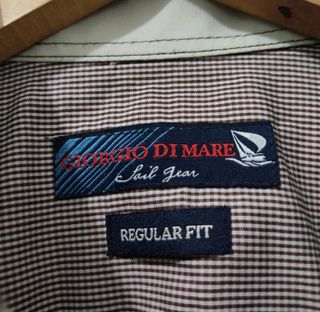 GIORGIO DI MARE
Sail Gear
REGULAR FIT